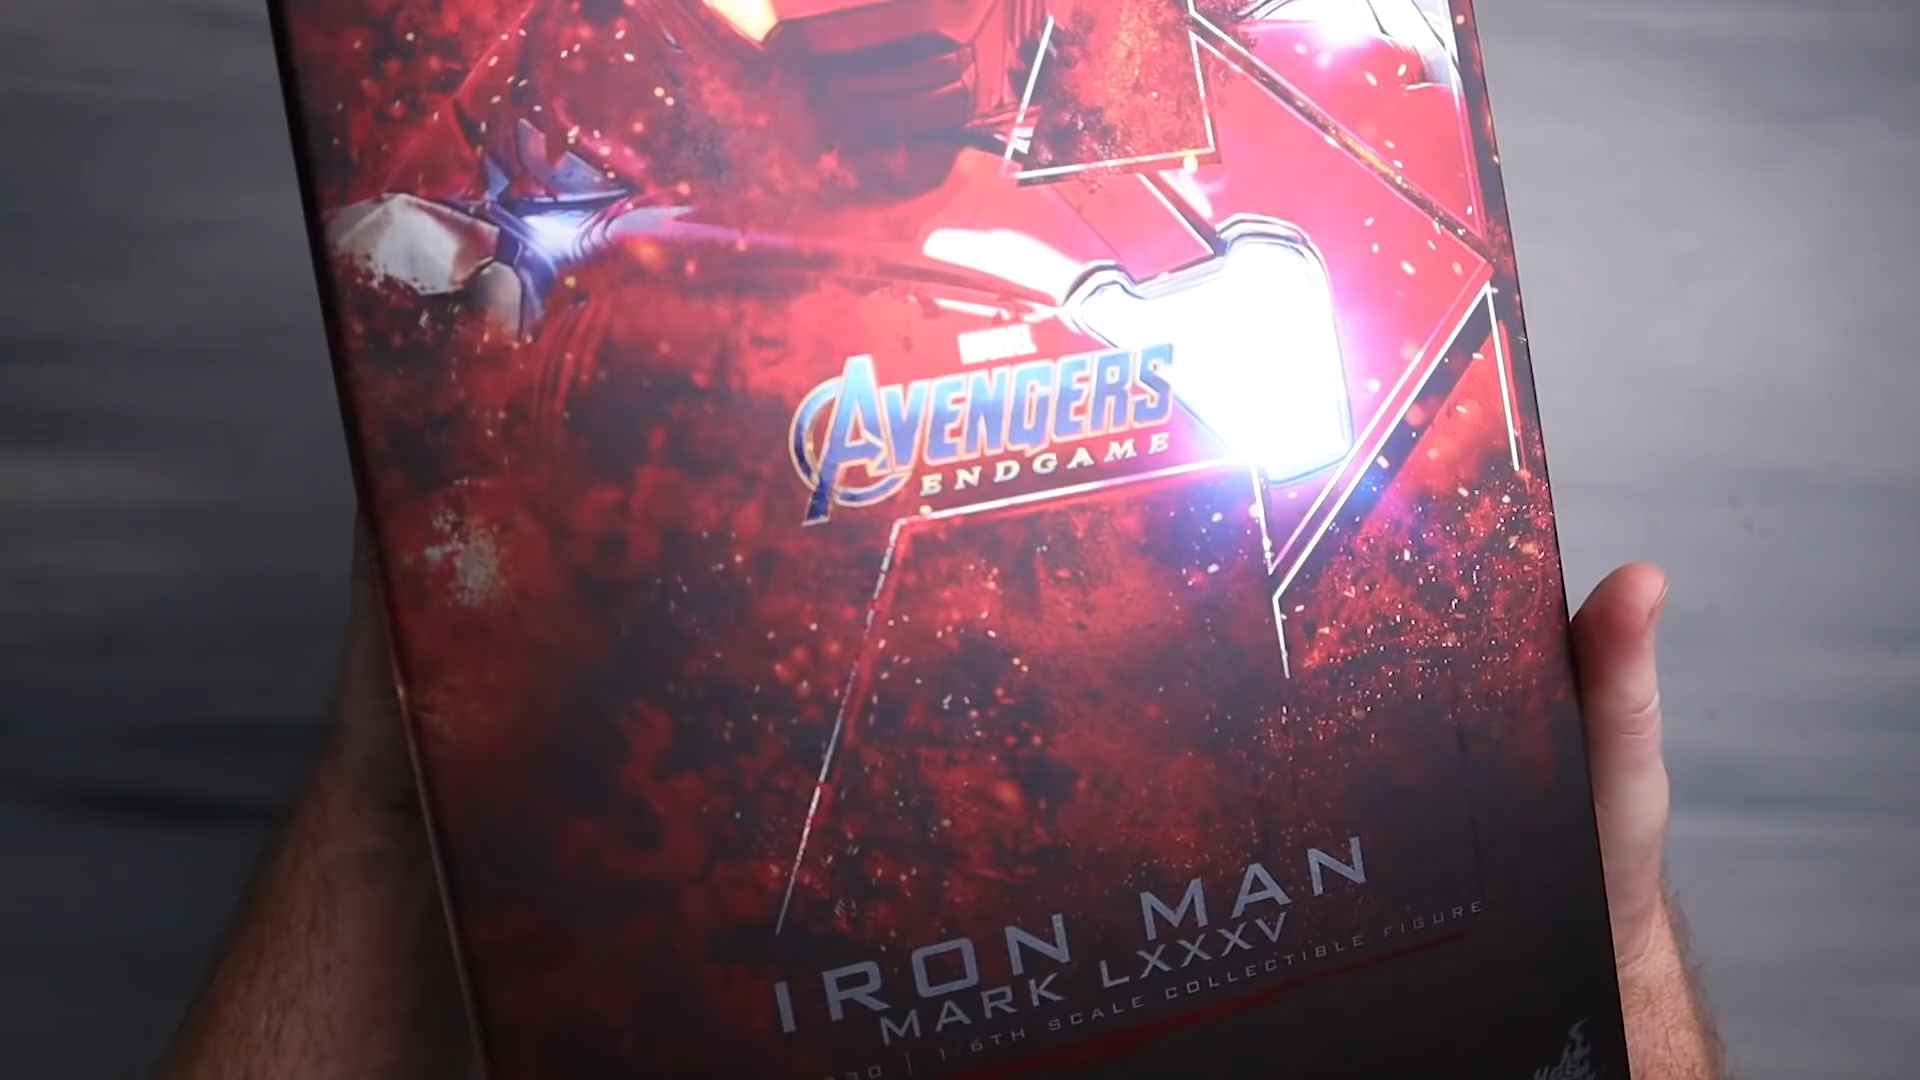 MARVEL
AVENGERS
ENDGAME
IRON MAN
MARK LXXXV
1/6TH SCALE COLLECTIBLE FIGURE